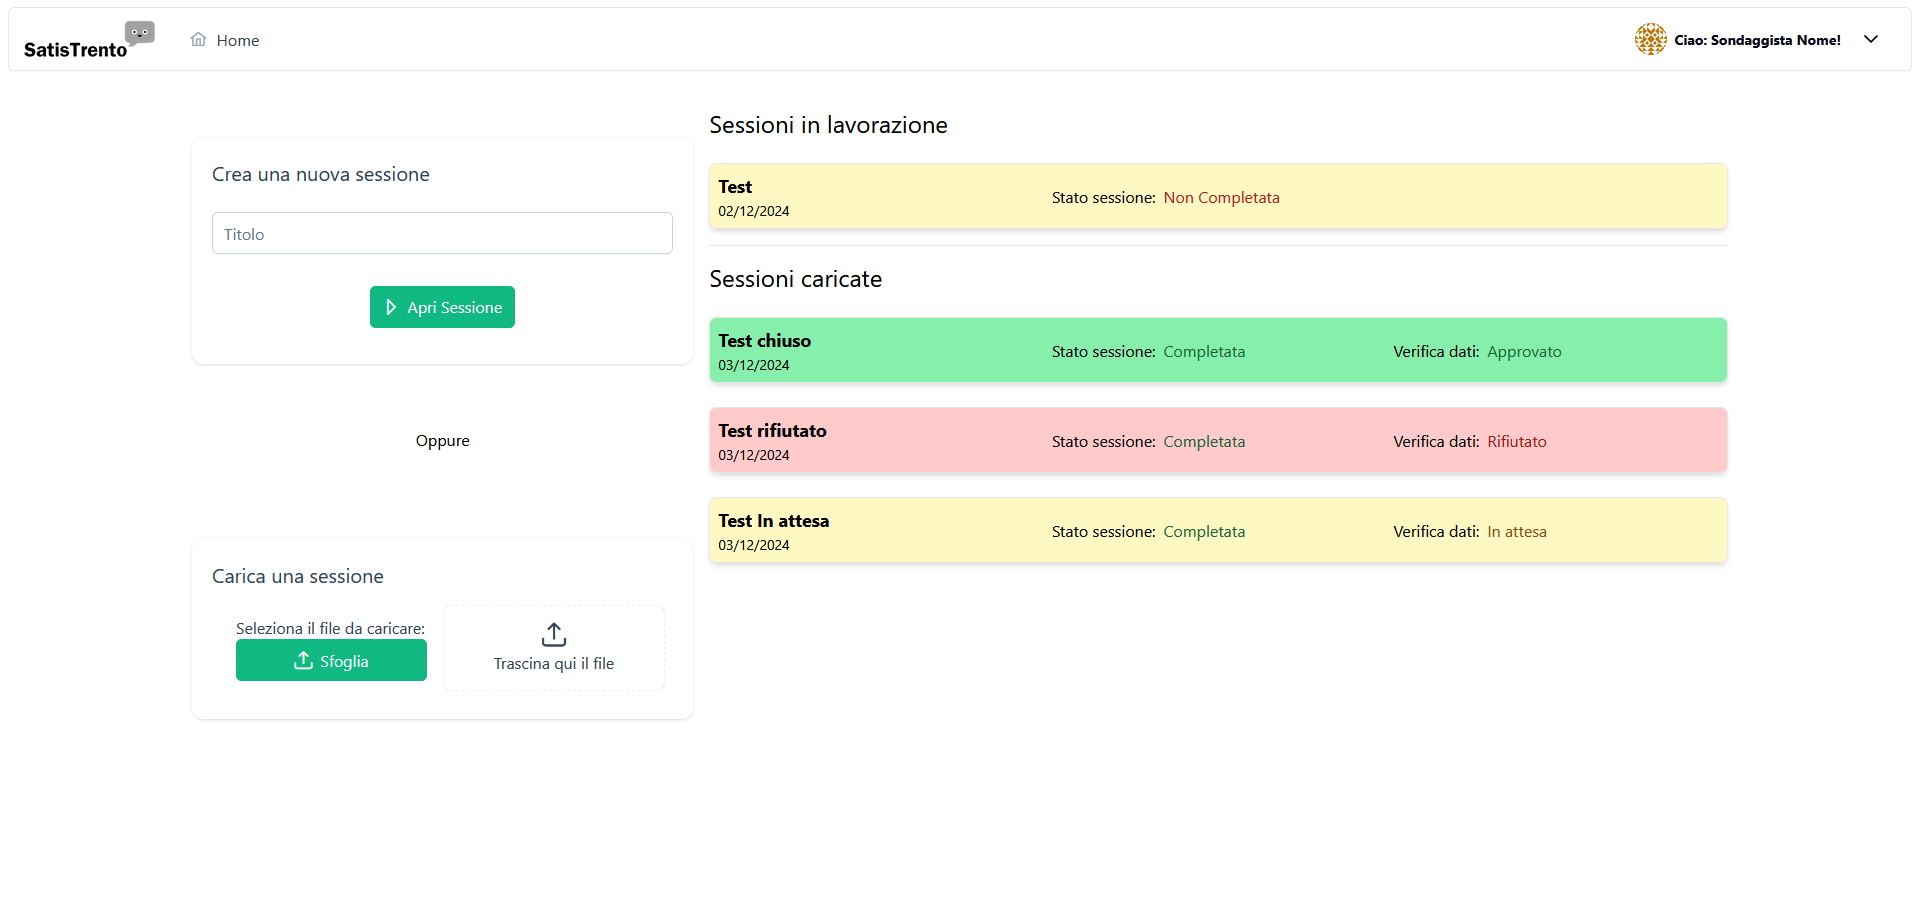 SatisTrento
Home
Ciao: Sondaggista Nome!
Crea una nuova sessione
Titolo
Apri Sessione
Oppure
Carica una sessione
Seleziona il file da caricare:
Sfoglia
Trascina qui il file
Sessioni in lavorazione
Test
02/12/2024
Stato sessione: Non Completata
Sessioni caricate
Test chiuso
03/12/2024
Stato sessione: Completata
Verifica dati: Approvato
Test rifiutato
03/12/2024
Stato sessione: Completata
Verifica dati: Rifiutato
Test In attesa
03/12/2024
Stato sessione: Completata
Verifica dati: In attesa